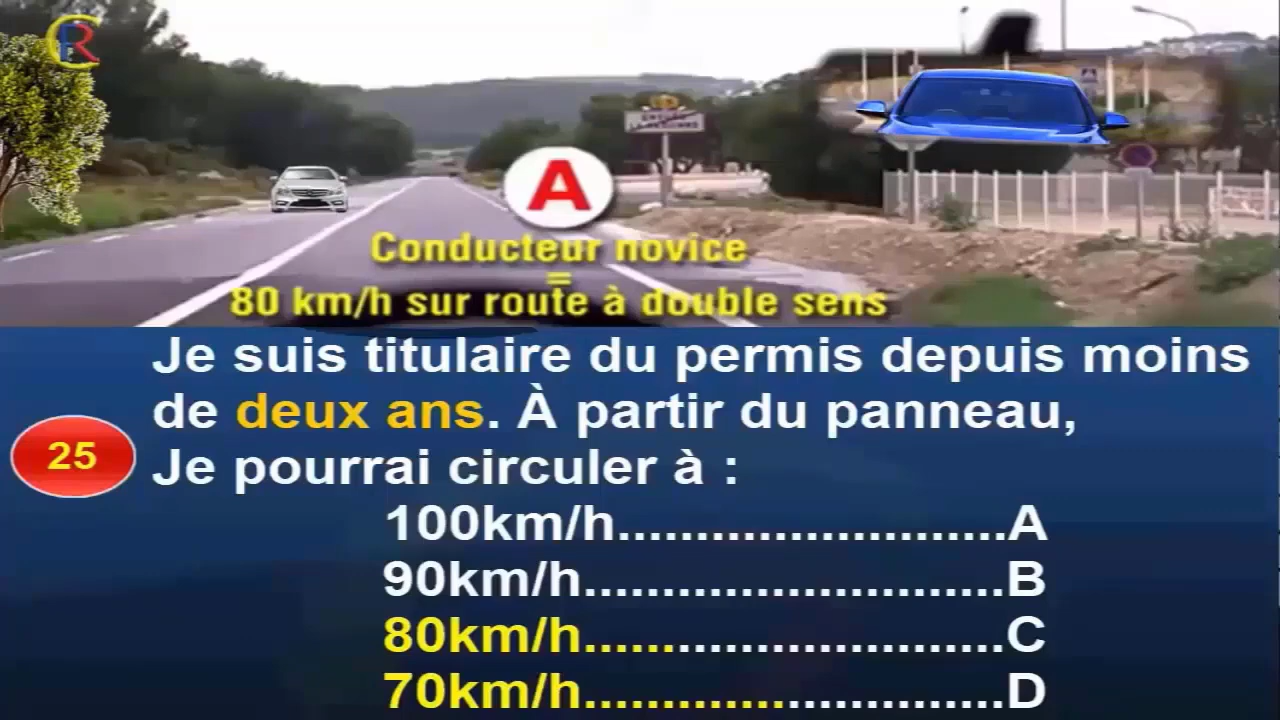 CPR
A
Conducteur novice
=
80 km/h sur route à double sens
Je suis titulaire du permis depuis moins
de deux ans. À partir du panneau,
25
Je pourrai circuler à :
100km/h........................A
90km/h..........................B
80km/h..........................C
70km/h..........................D